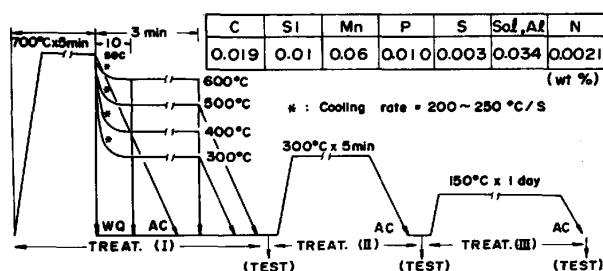 C Si Mn P S Sol, Al N
0.019 0.01 0.06 0.010 0.003 0.034 0.0021
(wt %)
700°C x 5min
3 min
10
sec
*
*
*
*
600°C
500°C
400°C
300°C
* : Cooling rate = 200 ~ 250 °C/S
300°C x 5min
150°C x 1 day
WQ AC
AC
AC
TREAT. (I)
TREAT. (II)
TREAT. (III)
(TEST)
(TEST)
(TEST)